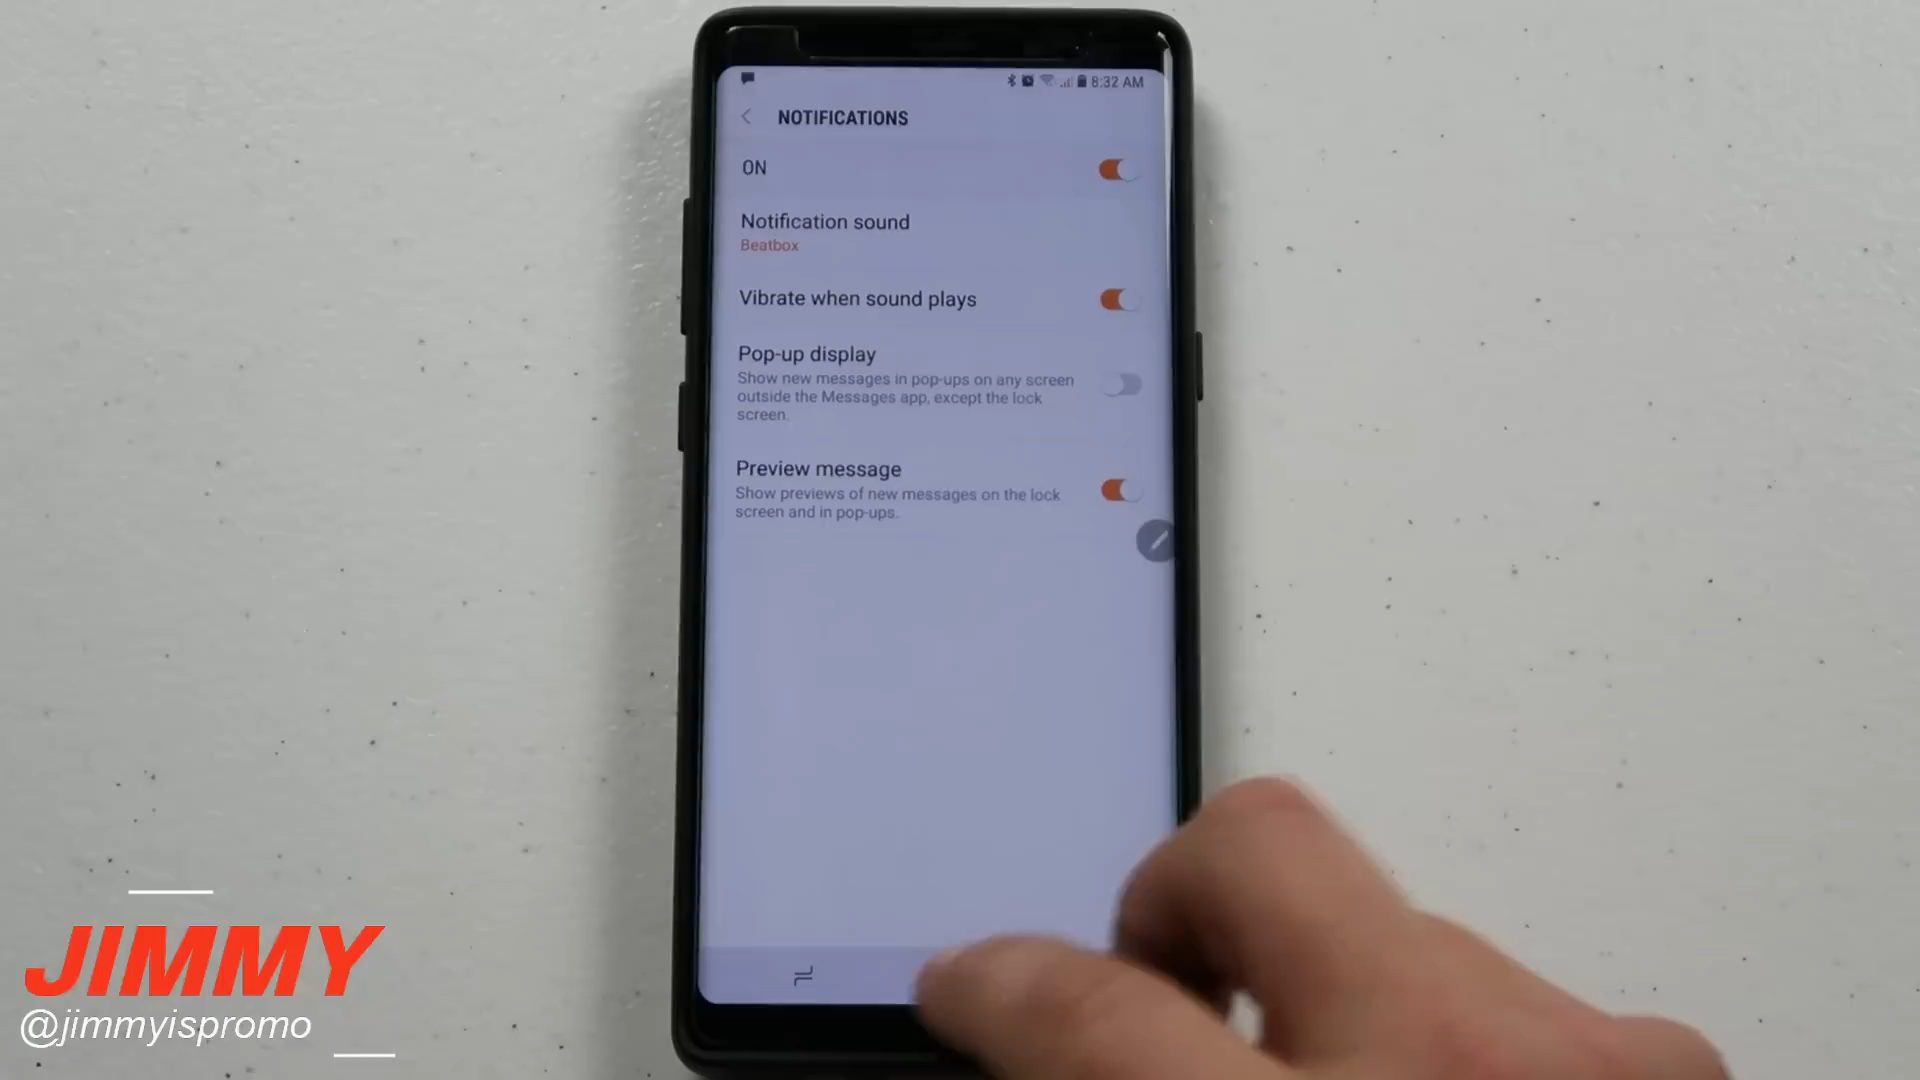 8:32 AM
NOTIFICATIONS
ON
Notification sound
Beatbox
Vibrate when sound plays
Pop-up display
Show new messages in pop-ups on any screen
outside the Messages app, except the lock
screen.
Preview message
Show previews of new messages on the lock
screen and in pop-ups.
JIMMY
@jimmyispromo